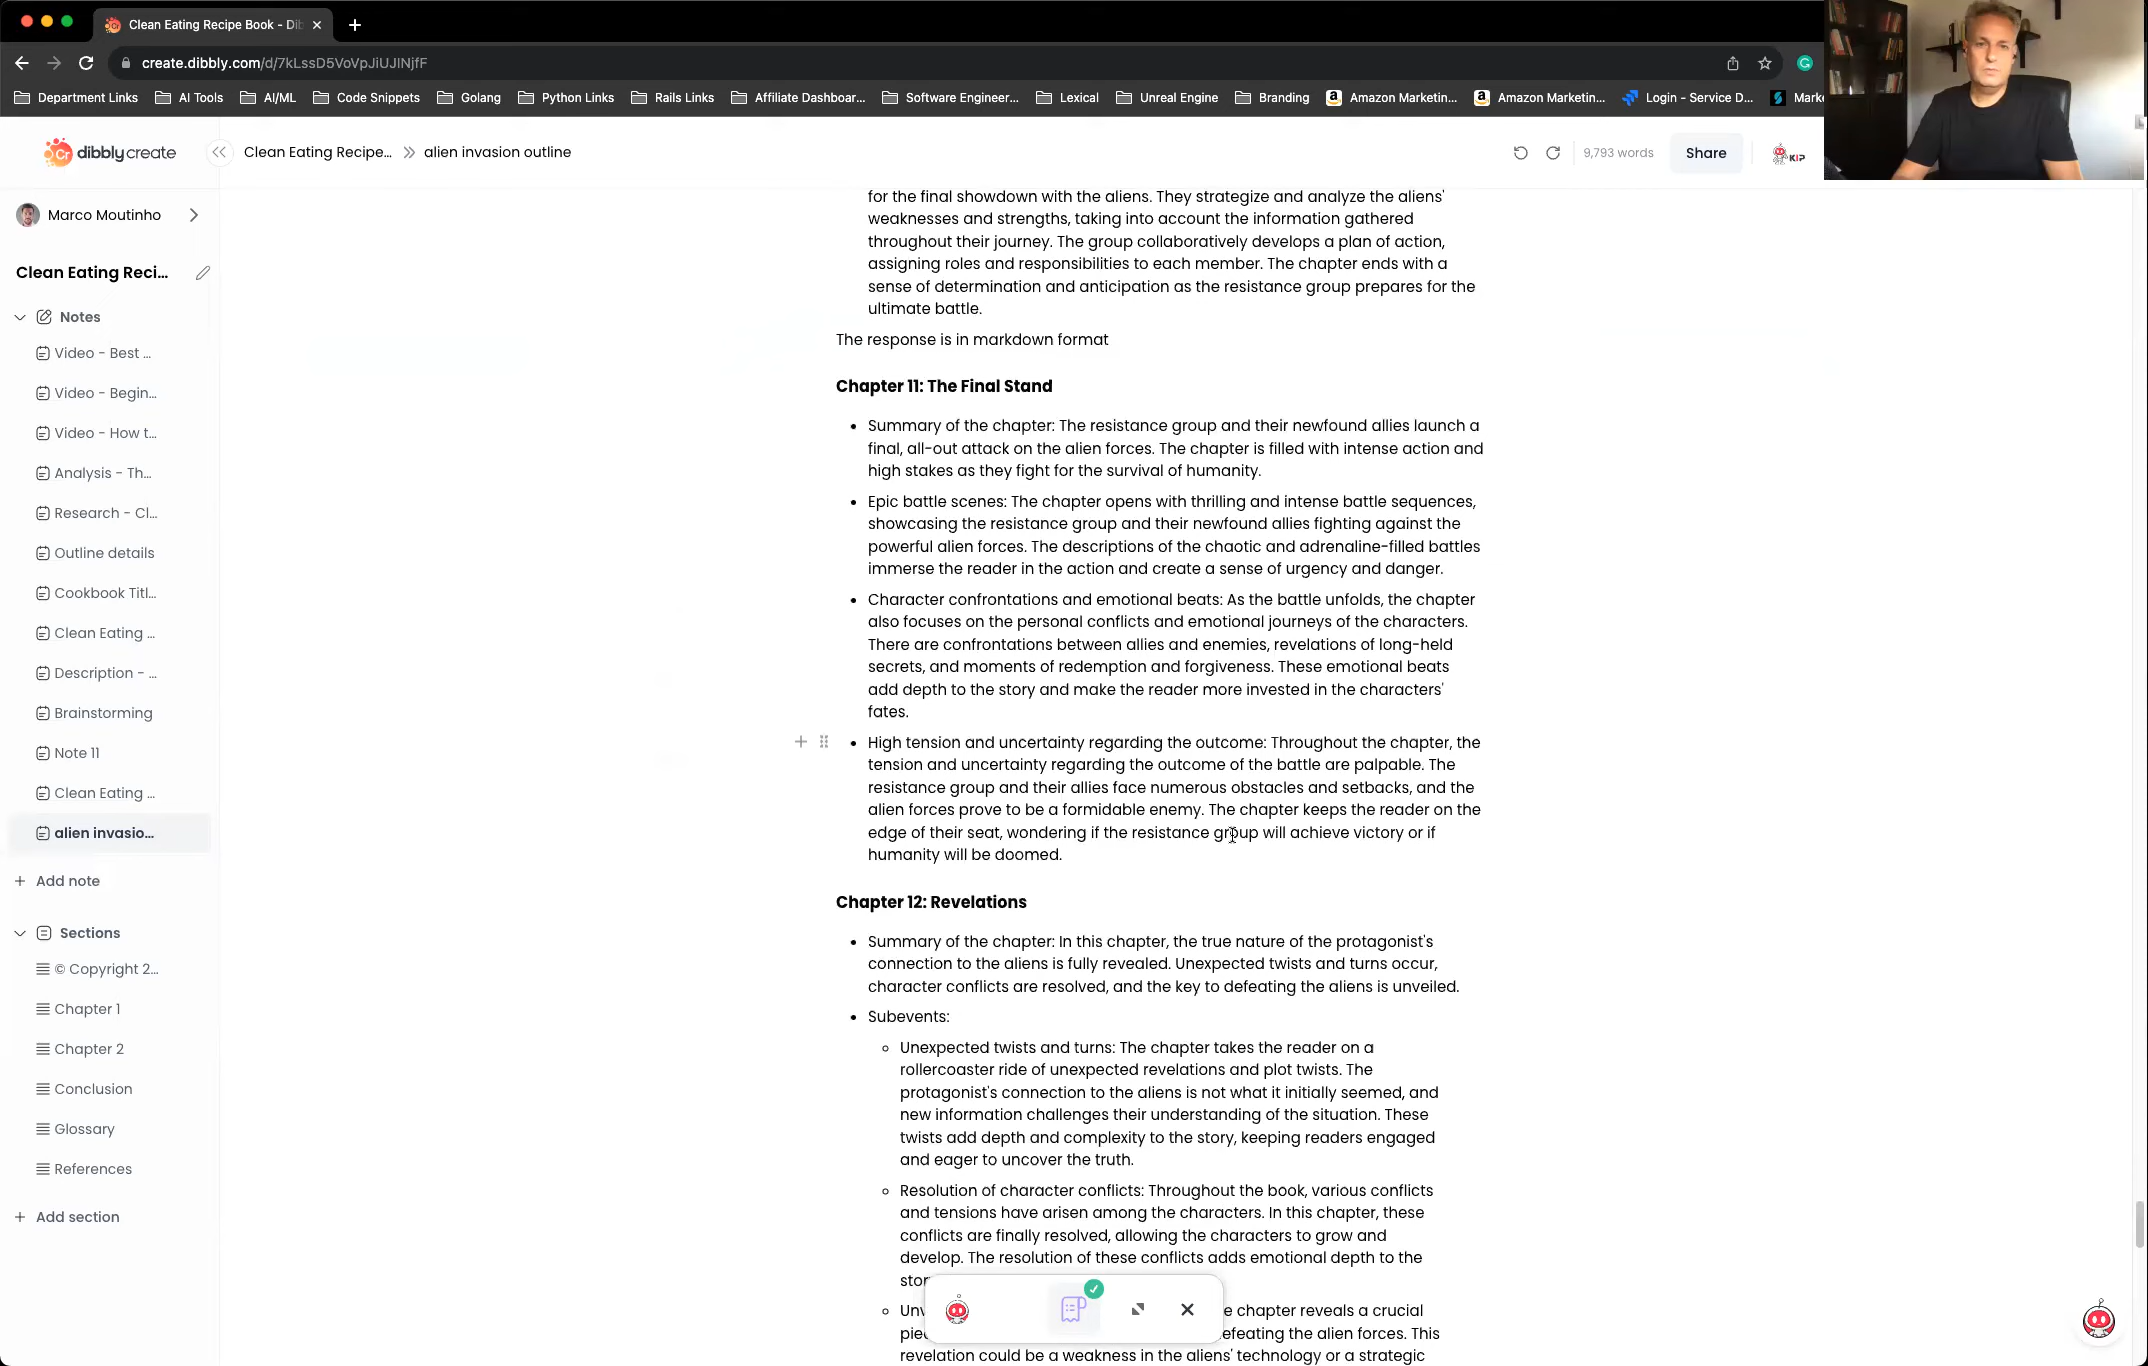 Clean Eating Recipe Book - Dib
create.dibbly.com/d/7kLssD5VoVpJiUJlNjfF
Department Links
AI Tools
AI/ML
Code Snippets
Golang
Python Links
Rails Links
Affiliate Dashboar...
Software Engineer...
Lexical
Unreal Engine
Branding
Amazon Marketin...
Amazon Marketin...
Login - Service D...
Marke
Cr dibblycreate
Clean Eating Recipe... >> alien invasion outline
9,793 words
Share
KIP
Marco Moutinho
Clean Eating Reci...
Notes
Video - Best ...
Video - Begin...
Video - How t...
Analysis - Th...
Research - Cl...
Outline details
Cookbook Titl...
Clean Eating ...
Description - ...
Brainstorming
Note 11
Clean Eating ...
alien invasio...
+ Add note
Sections
© Copyright 2...
Chapter 1
Chapter 2
Conclusion
Glossary
References
+ Add section
for the final showdown with the aliens. They strategize and analyze the aliens'
weaknesses and strengths, taking into account the information gathered
throughout their journey. The group collaboratively develops a plan of action,
assigning roles and responsibilities to each member. The chapter ends with a
sense of determination and anticipation as the resistance group prepares for the
ultimate battle.
The response is in markdown format
Chapter 11: The Final Stand
• Summary of the chapter: The resistance group and their newfound allies launch a
final, all-out attack on the alien forces. The chapter is filled with intense action and
high stakes as they fight for the survival of humanity.
• Epic battle scenes: The chapter opens with thrilling and intense battle sequences,
showcasing the resistance group and their newfound allies fighting against the
powerful alien forces. The descriptions of the chaotic and adrenaline-filled battles
immerse the reader in the action and create a sense of urgency and danger.
• Character confrontations and emotional beats: As the battle unfolds, the chapter
also focuses on the personal conflicts and emotional journeys of the characters.
There are confrontations between allies and enemies, revelations of long-held
secrets, and moments of redemption and forgiveness. These emotional beats
add depth to the story and make the reader more invested in the characters'
fates.
• High tension and uncertainty regarding the outcome: Throughout the chapter, the
tension and uncertainty regarding the outcome of the battle are palpable. The
resistance group and their allies face numerous obstacles and setbacks, and the
alien forces prove to be a formidable enemy. The chapter keeps the reader on the
edge of their seat, wondering if the resistance group will achieve victory or if
humanity will be doomed.
Chapter 12: Revelations
• Summary of the chapter: In this chapter, the true nature of the protagonist's
connection to the aliens is fully revealed. Unexpected twists and turns occur,
character conflicts are resolved, and the key to defeating the aliens is unveiled.
• Subevents:
Unexpected twists and turns: The chapter takes the reader on a
rollercoaster ride of unexpected revelations and plot twists. The
protagonist's connection to the aliens is not what it initially seemed, and
new information challenges their understanding of the situation. These
twists add depth and complexity to the story, keeping readers engaged
and eager to uncover the truth.
Resolution of character conflicts: Throughout the book, various conflicts
and tensions have arisen among the characters. In this chapter, these
conflicts are finally resolved, allowing the characters to grow and
develop. The resolution of these conflicts adds emotional depth to the
e chapter reveals a crucial
efeating the alien forces. This
revelation could be a weakness in the aliens' technology or a strategic